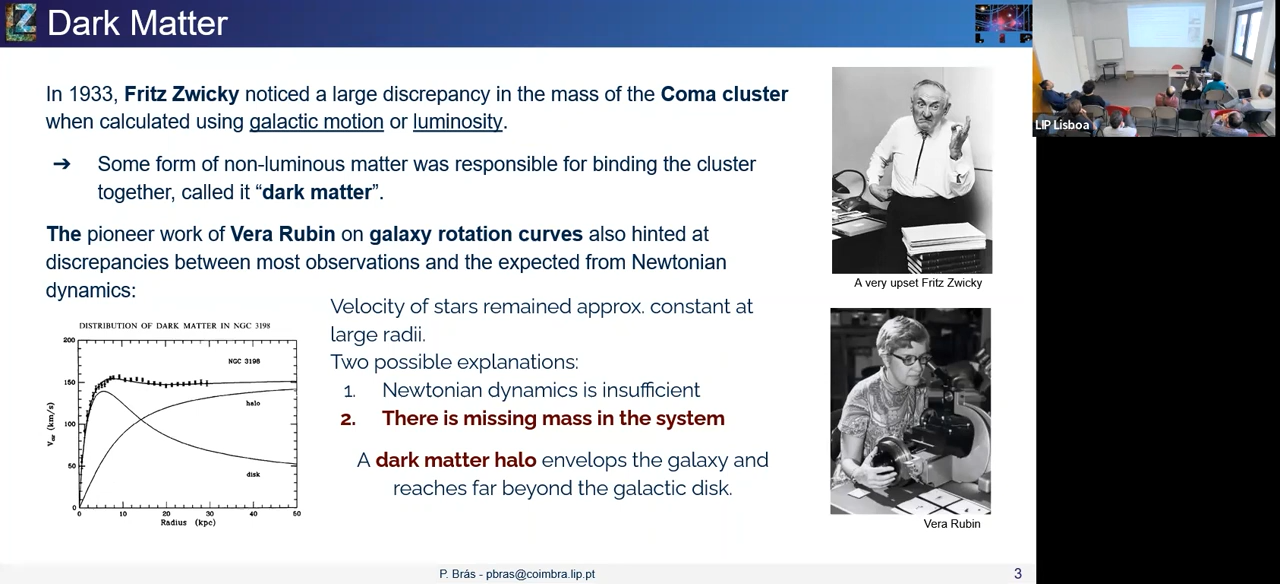 Dark Matter
In 1933, Fritz Zwicky noticed a large discrepancy in the mass of the Coma cluster
when calculated using galactic motion or luminosity.
➔ Some form of non-luminous matter was responsible for binding the cluster
together, called it “dark matter”.
The pioneer work of Vera Rubin on galaxy rotation curves also hinted at
discrepancies between most observations and the expected from Newtonian
dynamics:
Velocity of stars remained approx. constant at
large radii.
Two possible explanations:
1. Newtonian dynamics is insufficient
2. There is missing mass in the system
A dark matter halo envelops the galaxy and
reaches far beyond the galactic disk.
DISTRIBUTION OF DARK MATTER IN NGC 3198
NGC 3198
halo
disk
200
150
100
50
0
Vcir (km/s)
0 10 20 30 40 50
Radius (kpc)
A very upset Fritz Zwicky
Vera Rubin
LIP Lisboa
P. Brás - pbras@coimbra.lip.pt
3